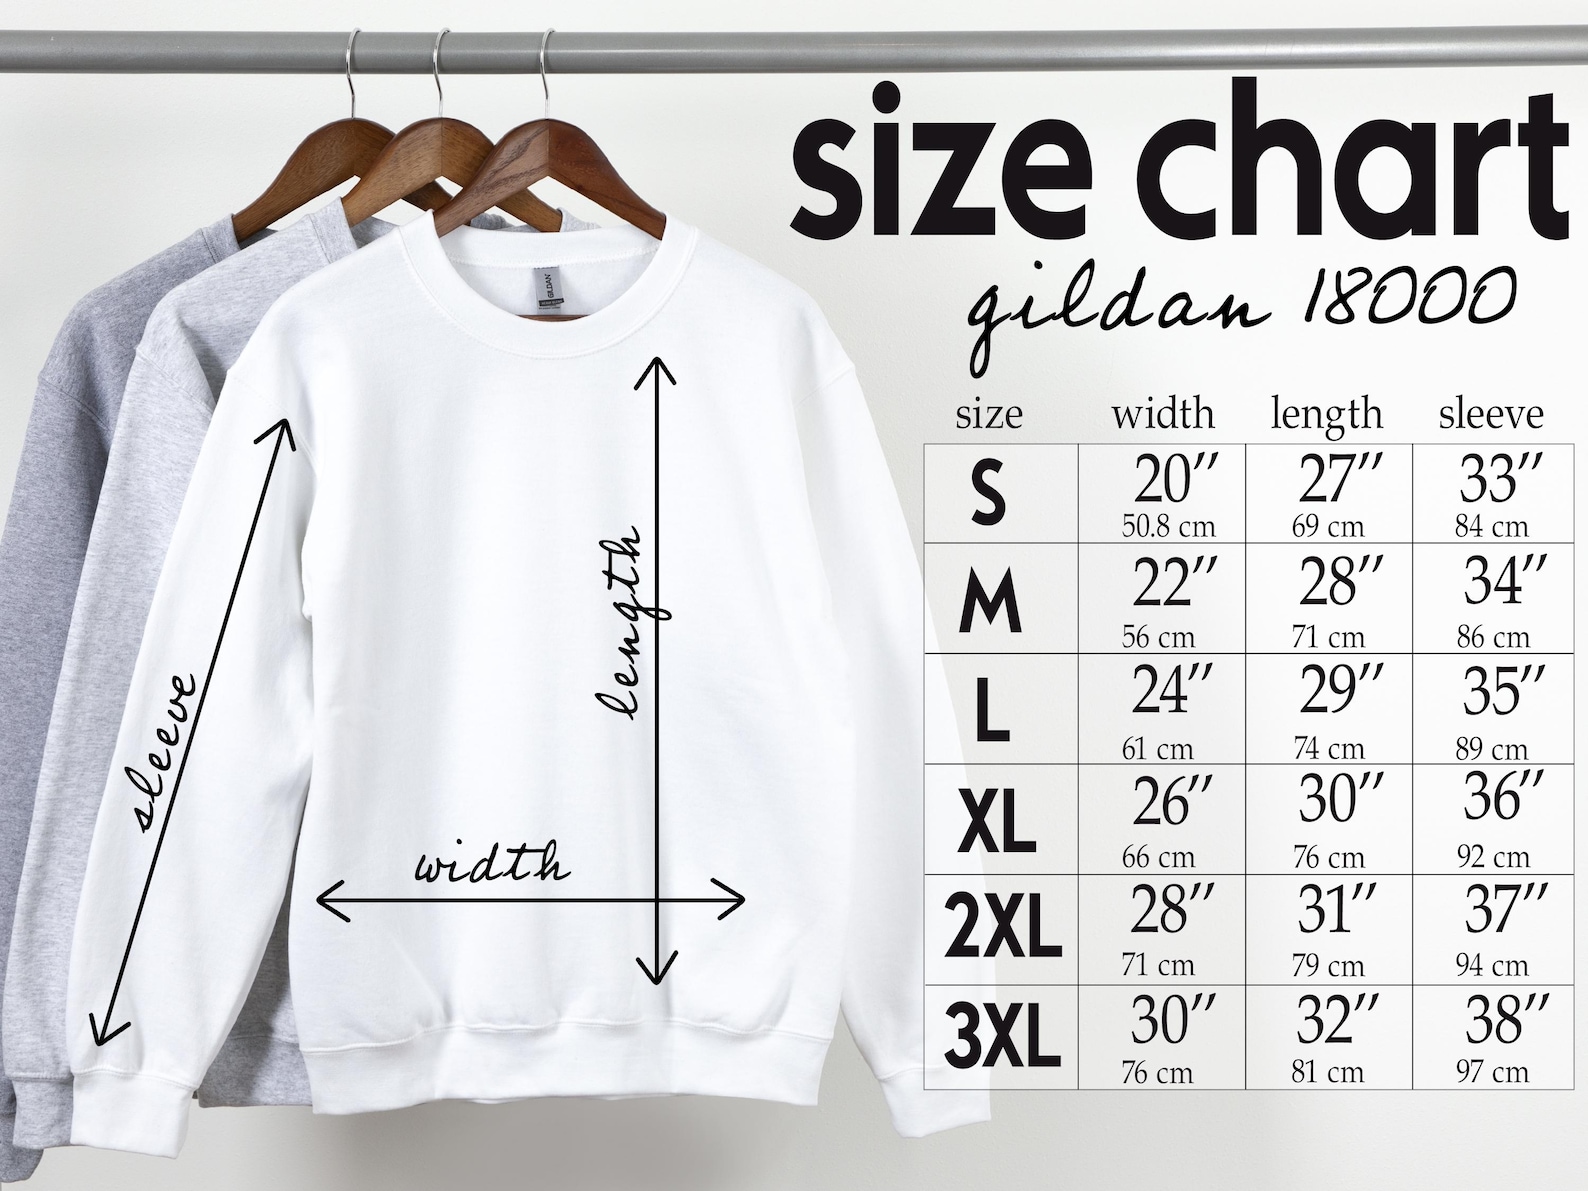 size chart
gildan 18000
GILDAN
sleeve
length
width
size width length sleeve
S 20” 27” 33”
50.8 cm 69 cm 84 cm
M 22” 28” 34”
56 cm 71 cm 86 cm
L 24” 29” 35”
61 cm 74 cm 89 cm
XL 26” 30” 36”
66 cm 76 cm 92 cm
2XL 28” 31” 37”
71 cm 79 cm 94 cm
3XL 30” 32” 38”
76 cm 81 cm 97 cm